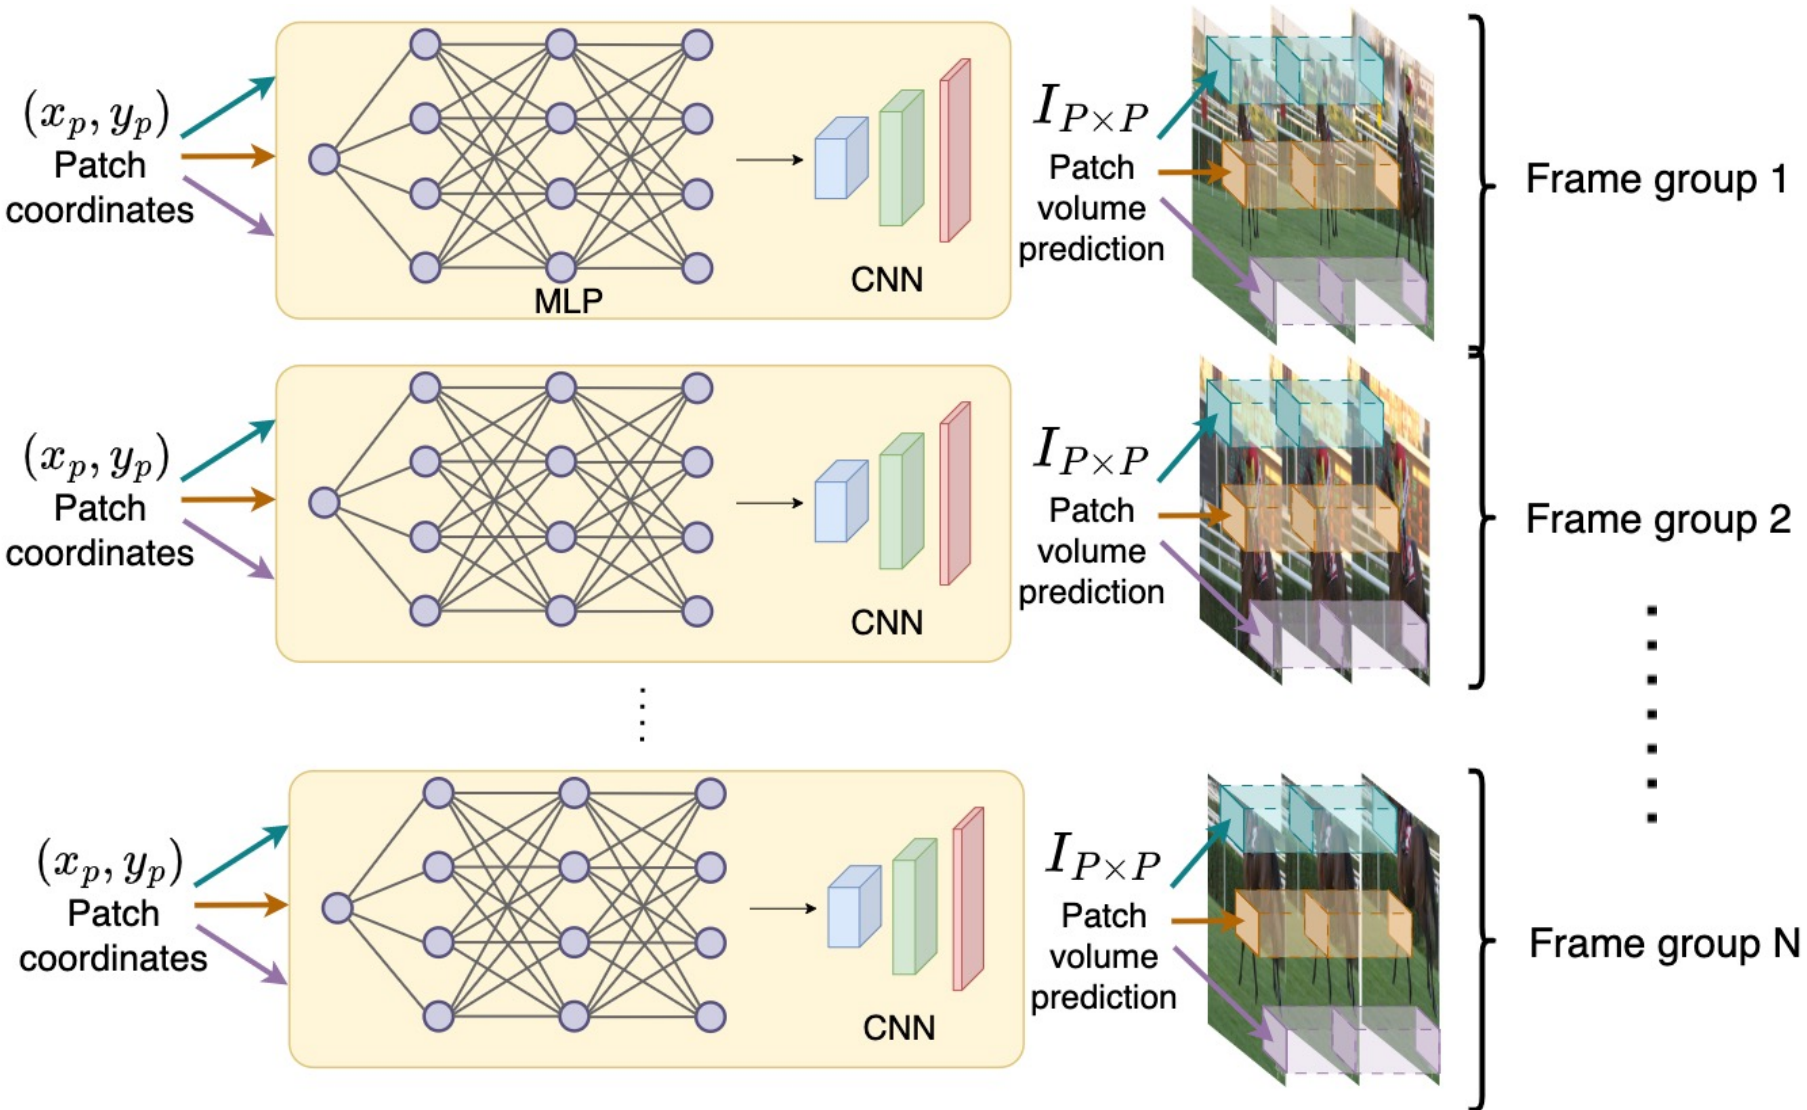 (x_p, y_p)
Patch
coordinates
MLP
CNN
I_{P×P}
Patch
volume
prediction
Frame group 1
(x_p, y_p)
Patch
coordinates
CNN
I_{P×P}
Patch
volume
prediction
Frame group 2
(x_p, y_p)
Patch
coordinates
CNN
I_{P×P}
Patch
volume
prediction
Frame group N